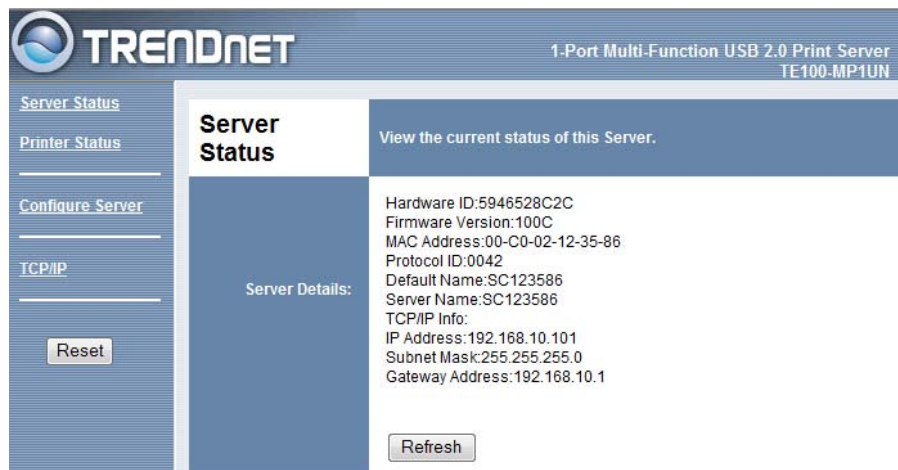 TRENDNET
1-Port Multi-Function USB 2.0 Print Server
TE100-MP1UN
Server Status
Printer Status
Configure Server
TCP/IP
Reset
Server
Status
View the current status of this Server.
Server Details:
Hardware ID:5946528C2C
Firmware Version:100C
MAC Address:00-C0-02-12-35-86
Protocol ID:0042
Default Name:SC123586
Server Name:SC123586
TCP/IP Info:
IP Address:192.168.10.101
Subnet Mask:255.255.255.0
Gateway Address:192.168.10.1
Refresh